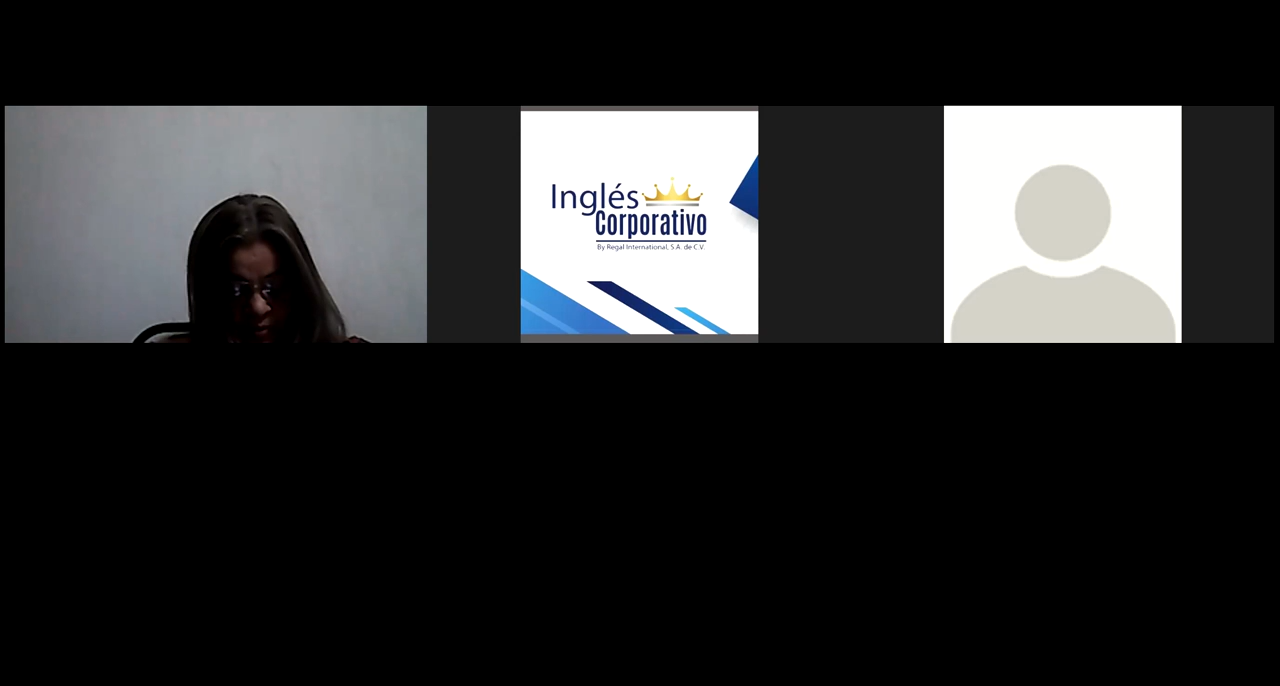 Inglés
Corporativo
By Regal International, S.A. de C.V.